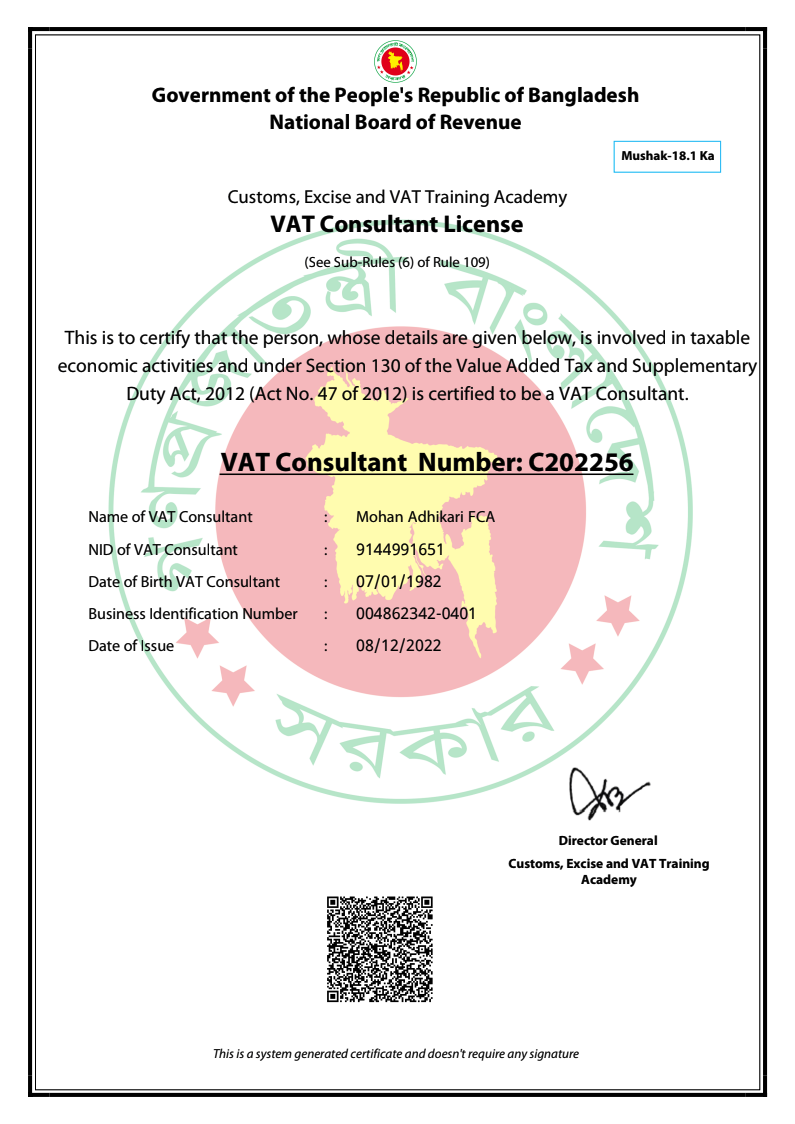 Government of the People's Republic of Bangladesh
National Board of Revenue
Mushak-18.1 Ka
Customs, Excise and VAT Training Academy
VAT Consultant License
(See Sub-Rules (6) of Rule 109)
গণপ্রজাতন্ত্রী বাংলাদেশ
This is to certify that the person, whose details are given below, is involved in taxable
economic activities and under Section 130 of the Value Added Tax and Supplementary
Duty Act, 2012 (Act No. 47 of 2012) is certified to be a VAT Consultant.
VAT Consultant Number: C202256
Name of VAT Consultant : Mohan Adhikari FCA
NID of VAT Consultant : 9144991651
Date of Birth VAT Consultant : 07/01/1982
Business Identification Number : 004862342-0401
Date of Issue : 08/12/2022
সরকার
Director General
Customs, Excise and VAT Training
Academy
This is a system generated certificate and doesn't require any signature